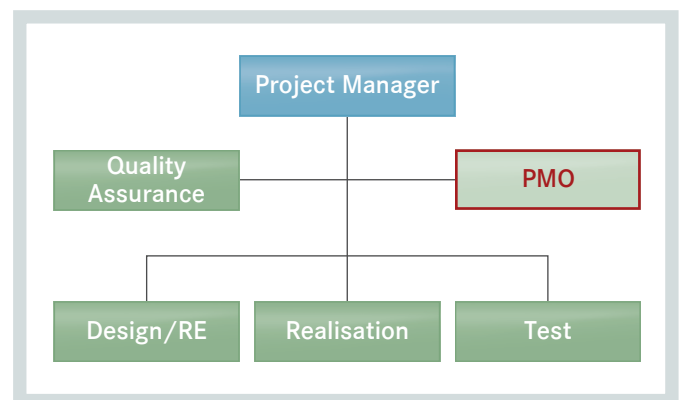 Project Manager
Quality
Assurance
PMO
Design/RE
Realisation
Test